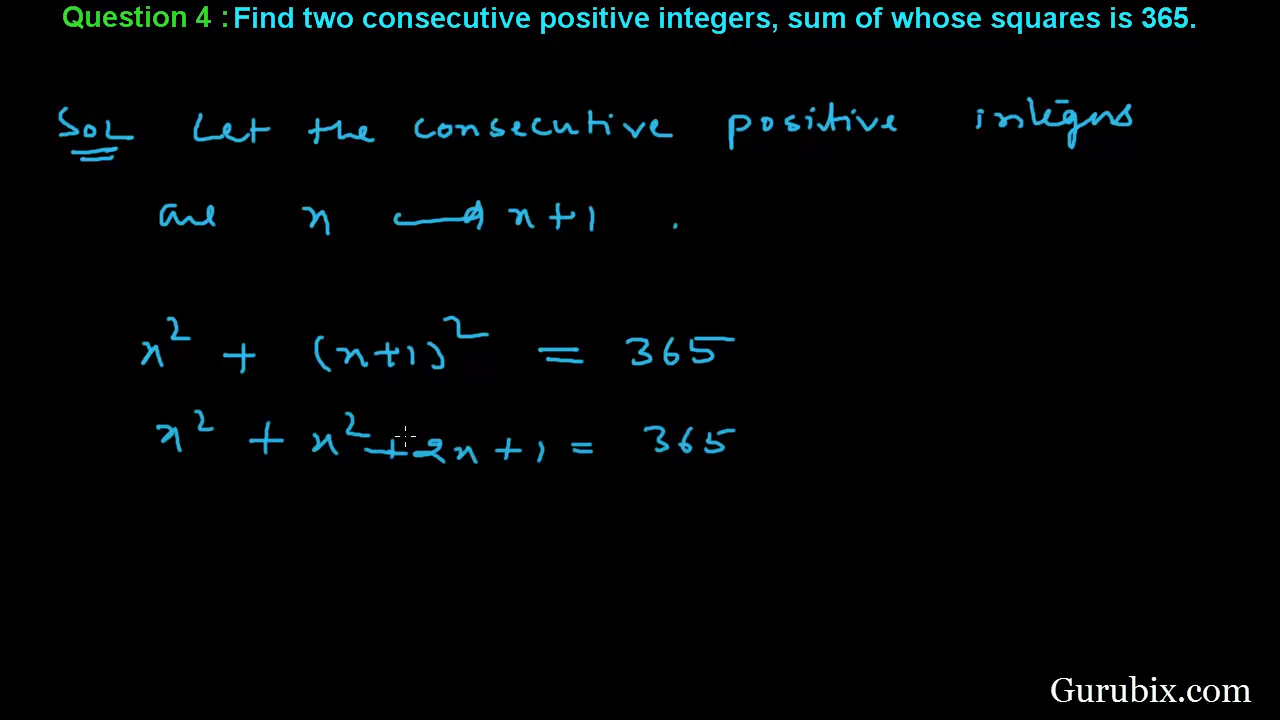 Question 4 : Find two consecutive positive integers, sum of whose squares is 365.
SOL Let the consecutive positive integers
are x and x+1 .
x² + (x+1)² = 365
x² + x² + 2x + 1 = 365
Gurubix.com